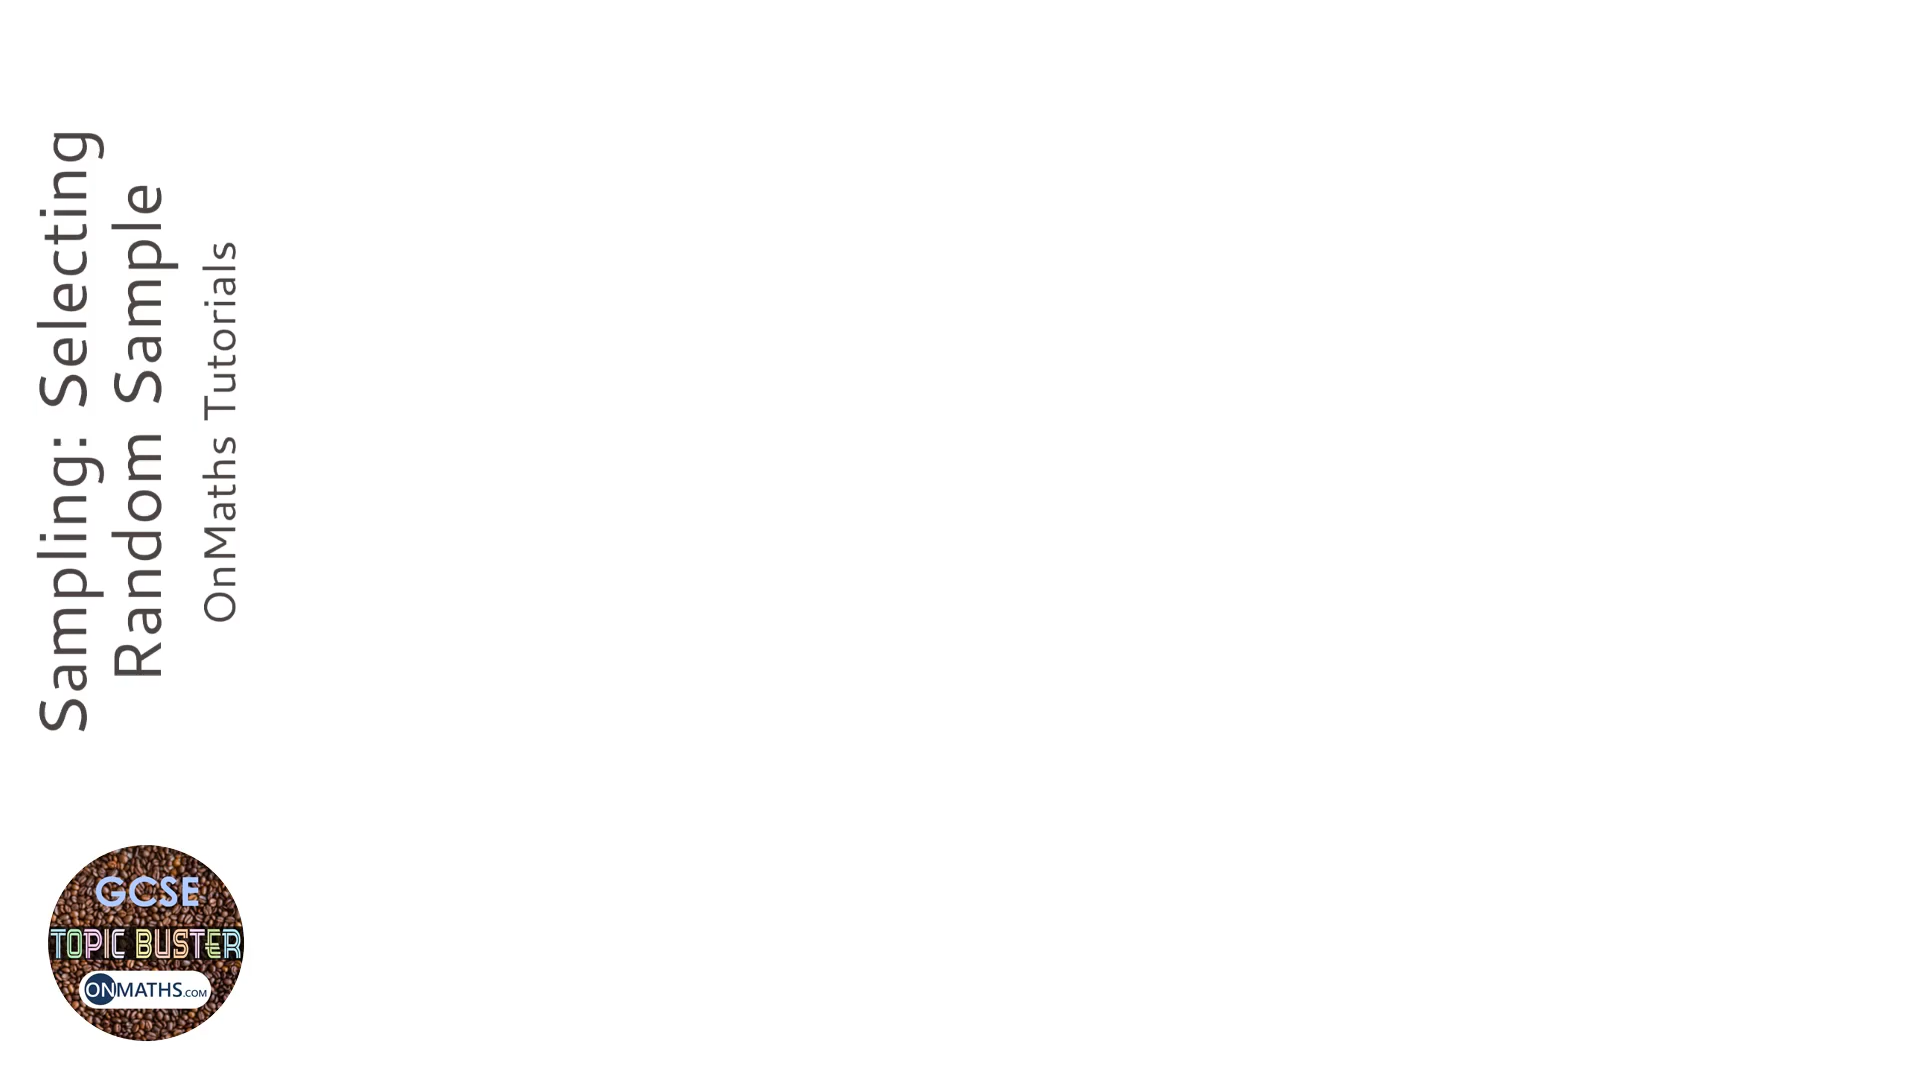 Sampling: Selecting
Random Sample
OnMaths Tutorials
GCSE
TOPIC BUSTER
ONMATHS.COM